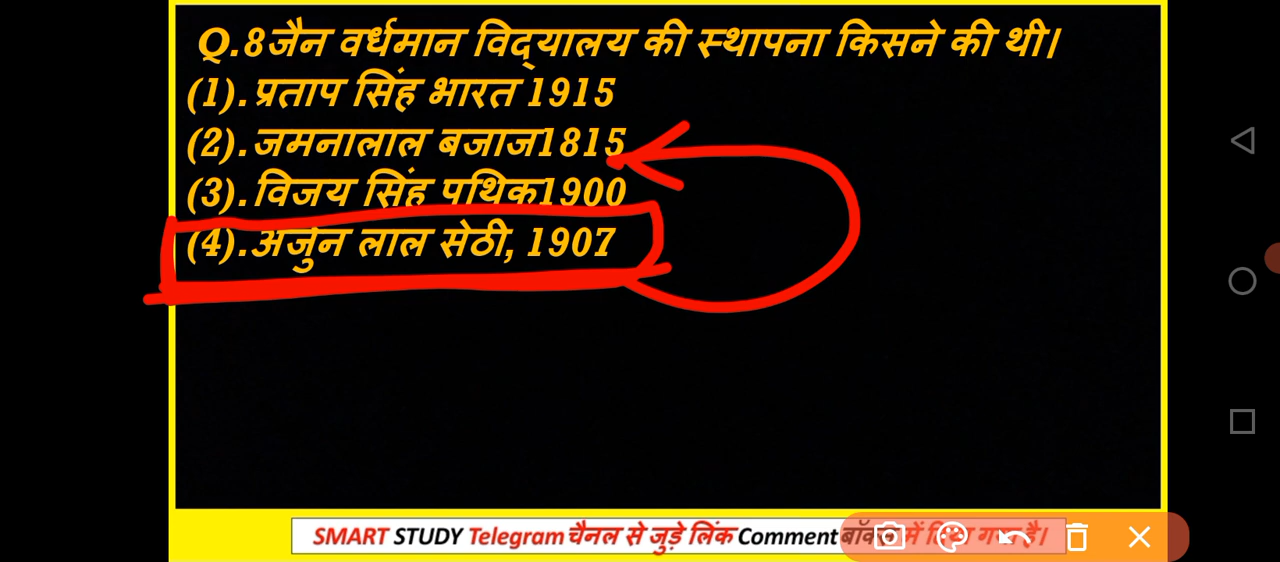 Q.8जैन वर्धमान विद्यालय की स्थापना किसने की थी।
(1).प्रताप सिंह भारत 1915
(2).जमनालाल बजाज1815
(3).विजय सिंह पथिक1900
(4).अर्जुन लाल सेठी, 1907
SMART STUDY Telegram चैनल से जुड़े लिंक Comment बॉक्स में दिया गया है।